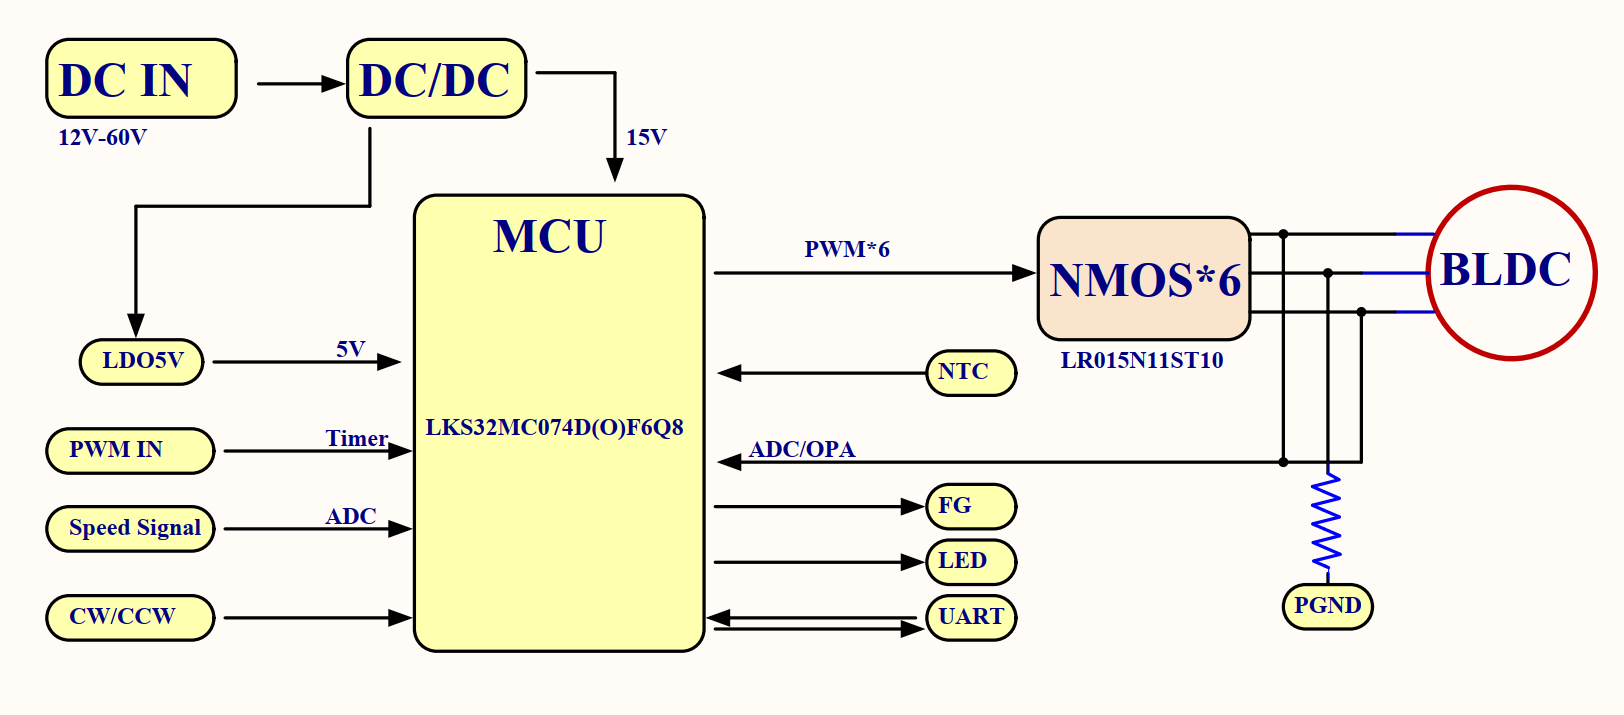 DC IN
DC/DC
12V-60V
15V
MCU
PWM*6
NMOS*6
BLDC
LDO5V
5V
LR015N11ST10
NTC
LKS32MC074D(O)F6Q8
PWM IN
Timer
ADC/OPA
Speed Signal
ADC
FG
LED
CW/CCW
UART
PGND